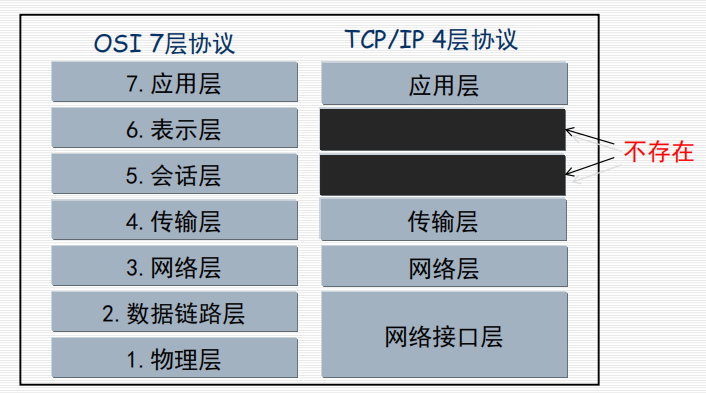 OSI 7层协议 TCP/IP 4层协议
7.应用层 应用层
6.表示层
不存在
5.会话层
4.传输层 传输层
3.网络层 网络层
2.数据链路层
网络接口层
1.物理层